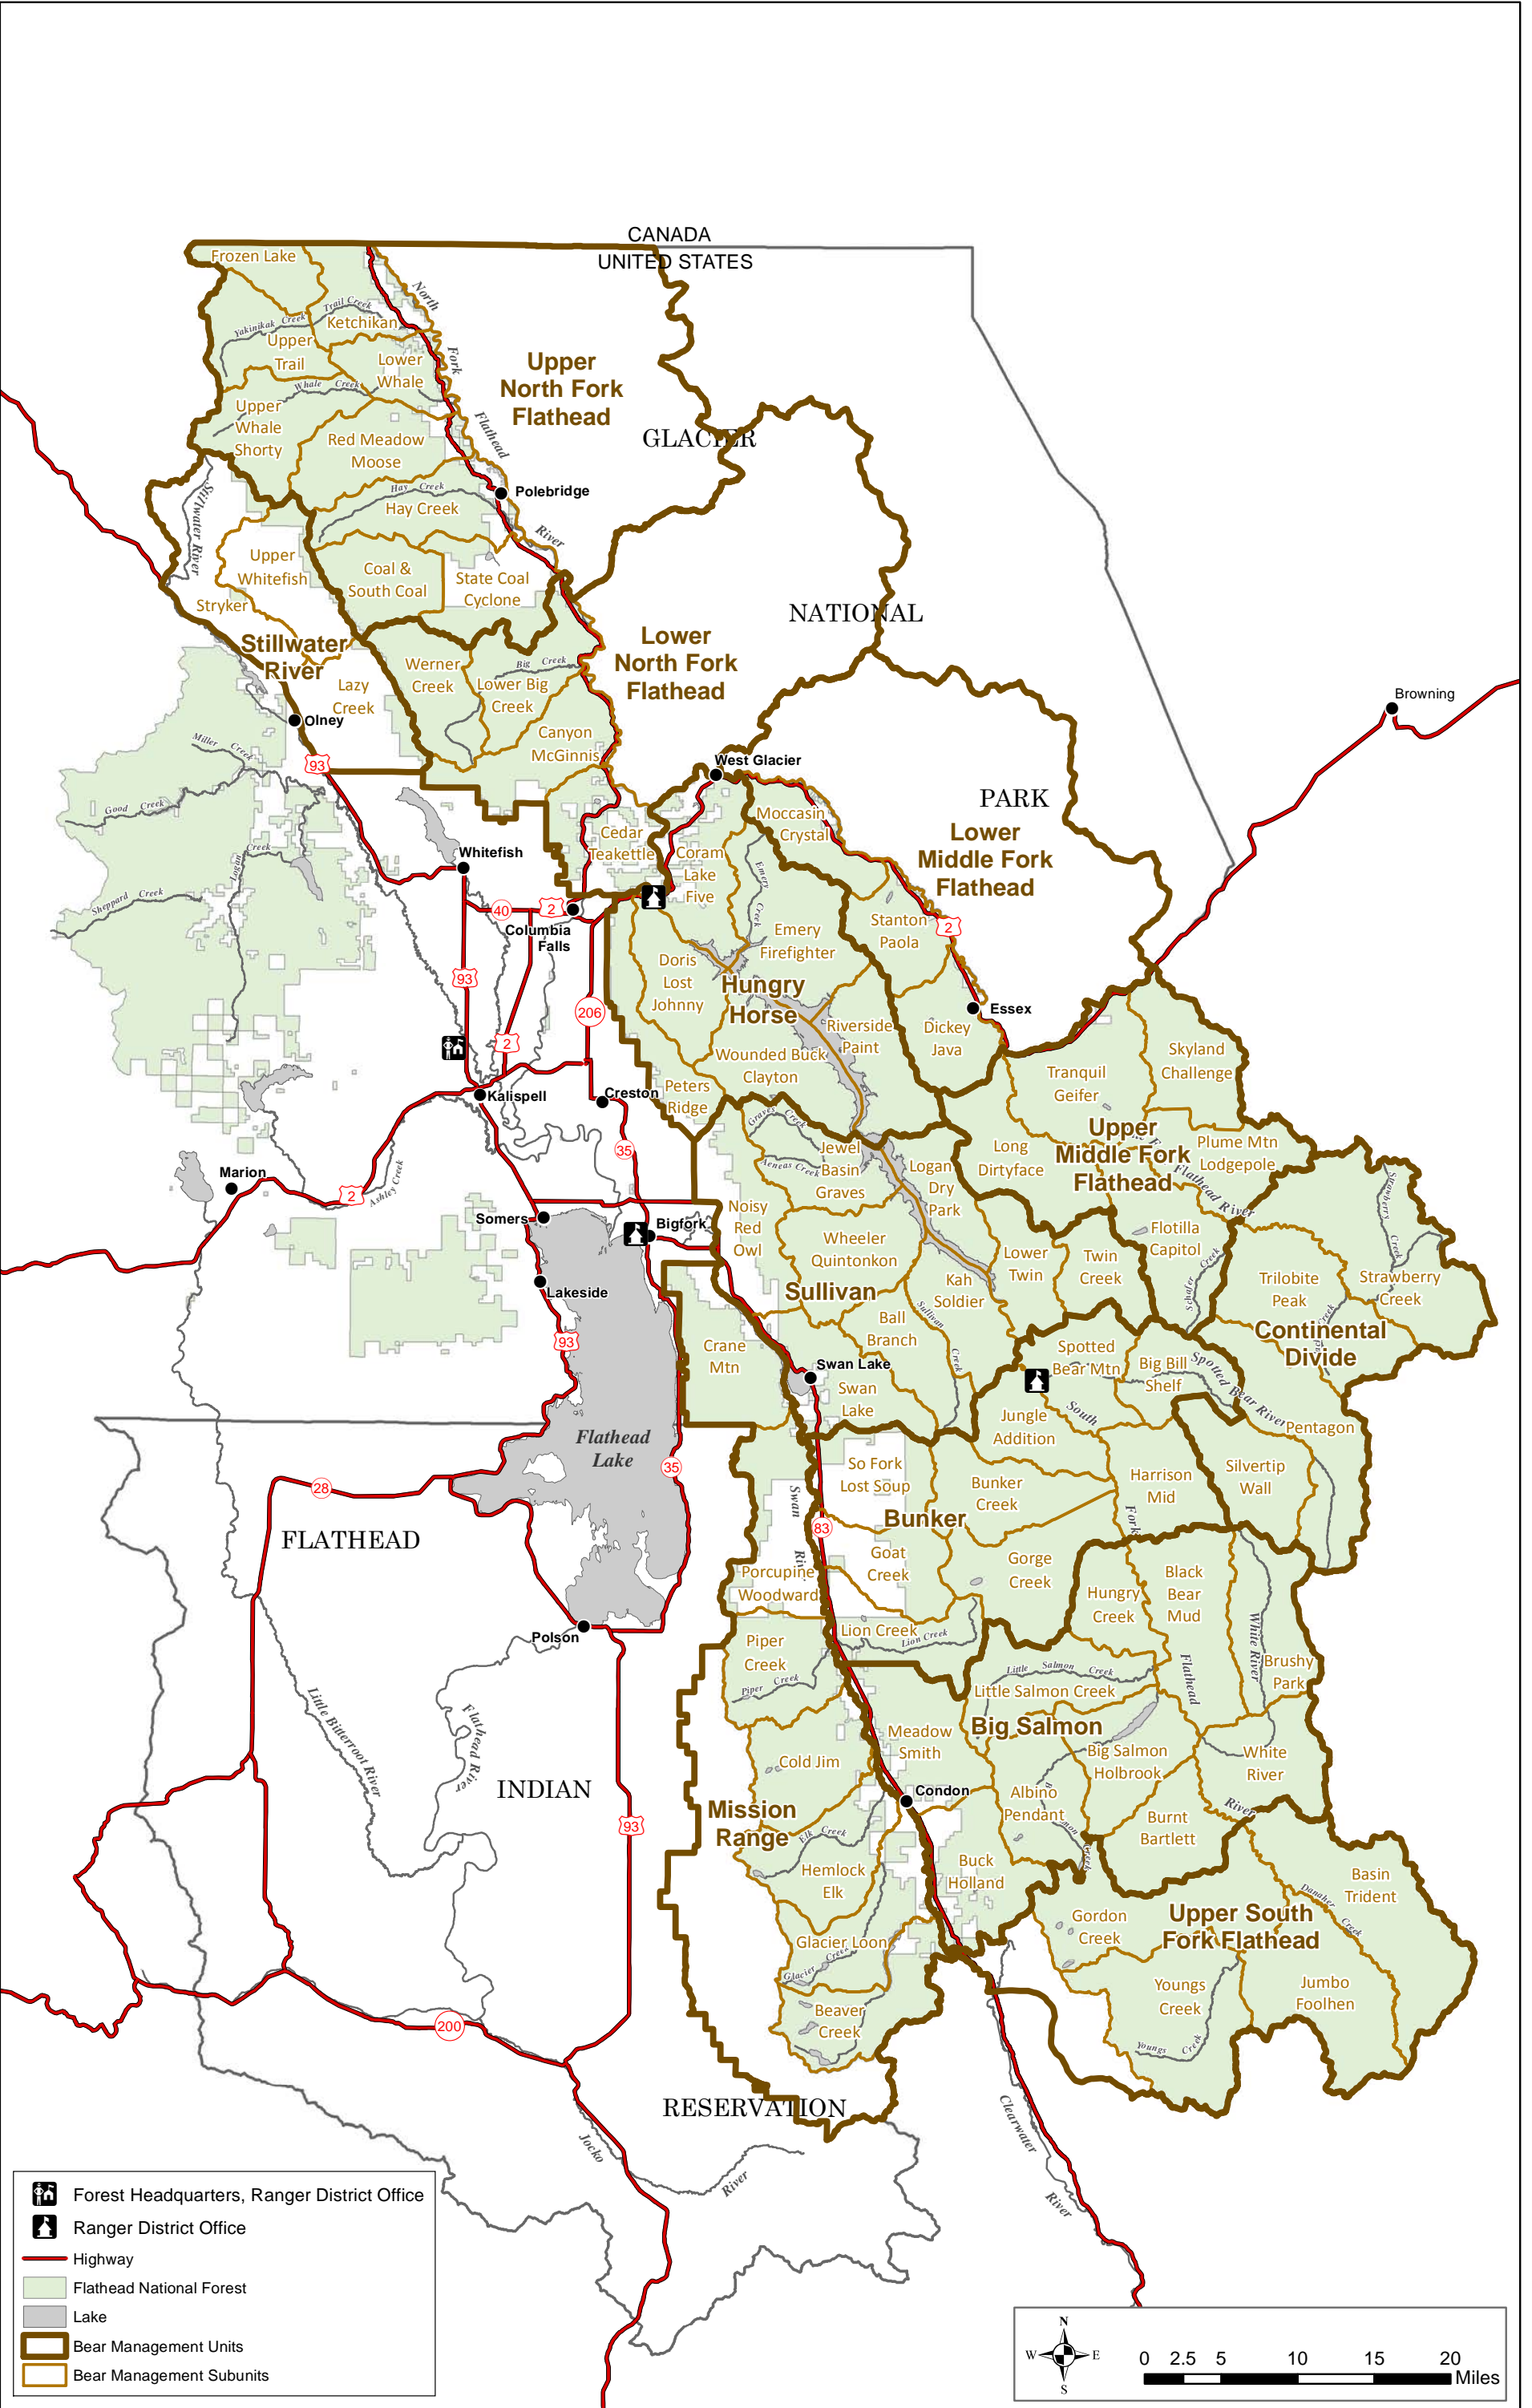 CANADA
UNITED STATES
Frozen Lake
North
Trail Creek
Yakinikak Creek
Ketchikan
Upper
Trail
Fork
Lower
Whale
Upper
North Fork
Flathead
Whale Creek
Upper
Whale
Shorty
Flathead
Red Meadow
Moose
GLACIER
Hay Creek
Polebridge
Hay Creek
Stillwater River
River
Upper
Whitefish
Coal &
South Coal
State Coal
Cyclone
Stryker
NATIONAL
Stillwater
River
Lower
North Fork
Flathead
Werner
Creek
Big Creek
Lower Big
Creek
Lazy
Creek
Browning
Olney
Canyon
McGinnis
Miller Creek
93
West Glacier
PARK
Good Creek
Moccasin
Crystal
Cedar
Teakettle
Lower
Middle Fork
Flathead
Logan Creek
Whitefish
Coram
Lake
Five
Emery Creek
Sheppard Creek
40
2
Columbia
Falls
Stanton
Paola
2
Emery
Firefighter
Doris
Lost
Johnny
93
Hungry
Horse
206
Essex
Riverside
Paint
Dickey
Java
2
Wounded Buck
Clayton
Skyland
Challenge
Tranquil
Geifer
Peters
Ridge
Kalispell
Creston
Graves Creek
35
Upper
Middle Fork
Flathead
Jewel
Basin
Graves
Aeneas Creek
Long
Dirtyface
Plume Mtn
Lodgepole
Marion
2
Ashley Creek
Logan
Dry
Park
Flathead River
Strawberry Creek
Noisy
Red
Owl
Somers
Bigfork
Wheeler
Quintonkon
Flotilla
Capitol
Lower
Twin
Twin
Creek
Schafer Creek
Lakeside
Sullivan
Kah
Soldier
Trilobite
Peak
Strawberry
Creek
Creek
93
Ball
Branch
Sullivan Creek
Continental
Divide
Crane
Mtn
Swan Lake
Spotted
Bear Mtn
Big Bill
Shelf
Spotted Bear River
Swan
Lake
Jungle
Addition
South
Pentagon
Flathead
Lake
35
So Fork
Lost Soup
Bunker
Creek
Harrison
Mid
Silvertip
Wall
28
Swan
Bunker
Fork
83
FLATHEAD
Goat
Creek
Gorge
Creek
Black
Bear
Mud
Porcupine
Woodward
Hungry
Creek
Polson
Lion Creek
Lion Creek
White River
Piper
Creek
Piper Creek
Little Salmon Creek
Little Salmon Creek
Flathead
Brushy
Park
Little Bitterroot River
Flathead River
Big Salmon
Meadow
Smith
Cold Jim
Big Salmon
Holbrook
White
River
INDIAN
Condon
Albino
Pendant
Mission
Range
93
River
Burnt
Bartlett
Elk Creek
Hemlock
Elk
Creek
Buck
Holland
Basin
Trident
Danaher Creek
Gordon
Creek
Upper South
Fork Flathead
Glacier Loon
Glacier Creek
Youngs
Creek
Jumbo
Foolhen
Beaver
Creek
200
Youngs Creek
RESERVATION
Clearwater
River
Jocko
River
Forest Headquarters, Ranger District Office
Ranger District Office
Highway
Flathead National Forest
Lake
Bear Management Units
Bear Management Subunits
N
W
E
S
0 2.5 5 10 15 20
Miles